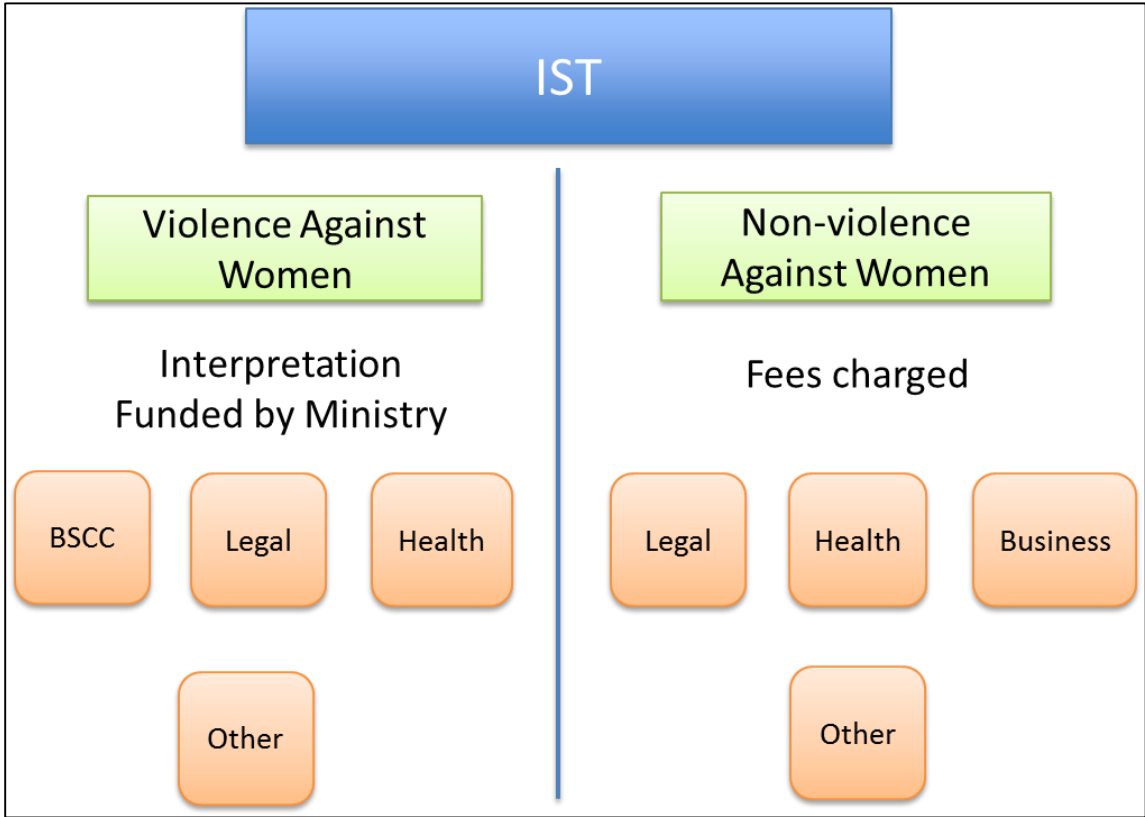 IST
Violence Against
Women
Interpretation
Funded by Ministry
BSCC
Legal
Health
Other
Non-violence
Against Women
Fees charged
Legal
Health
Business
Other